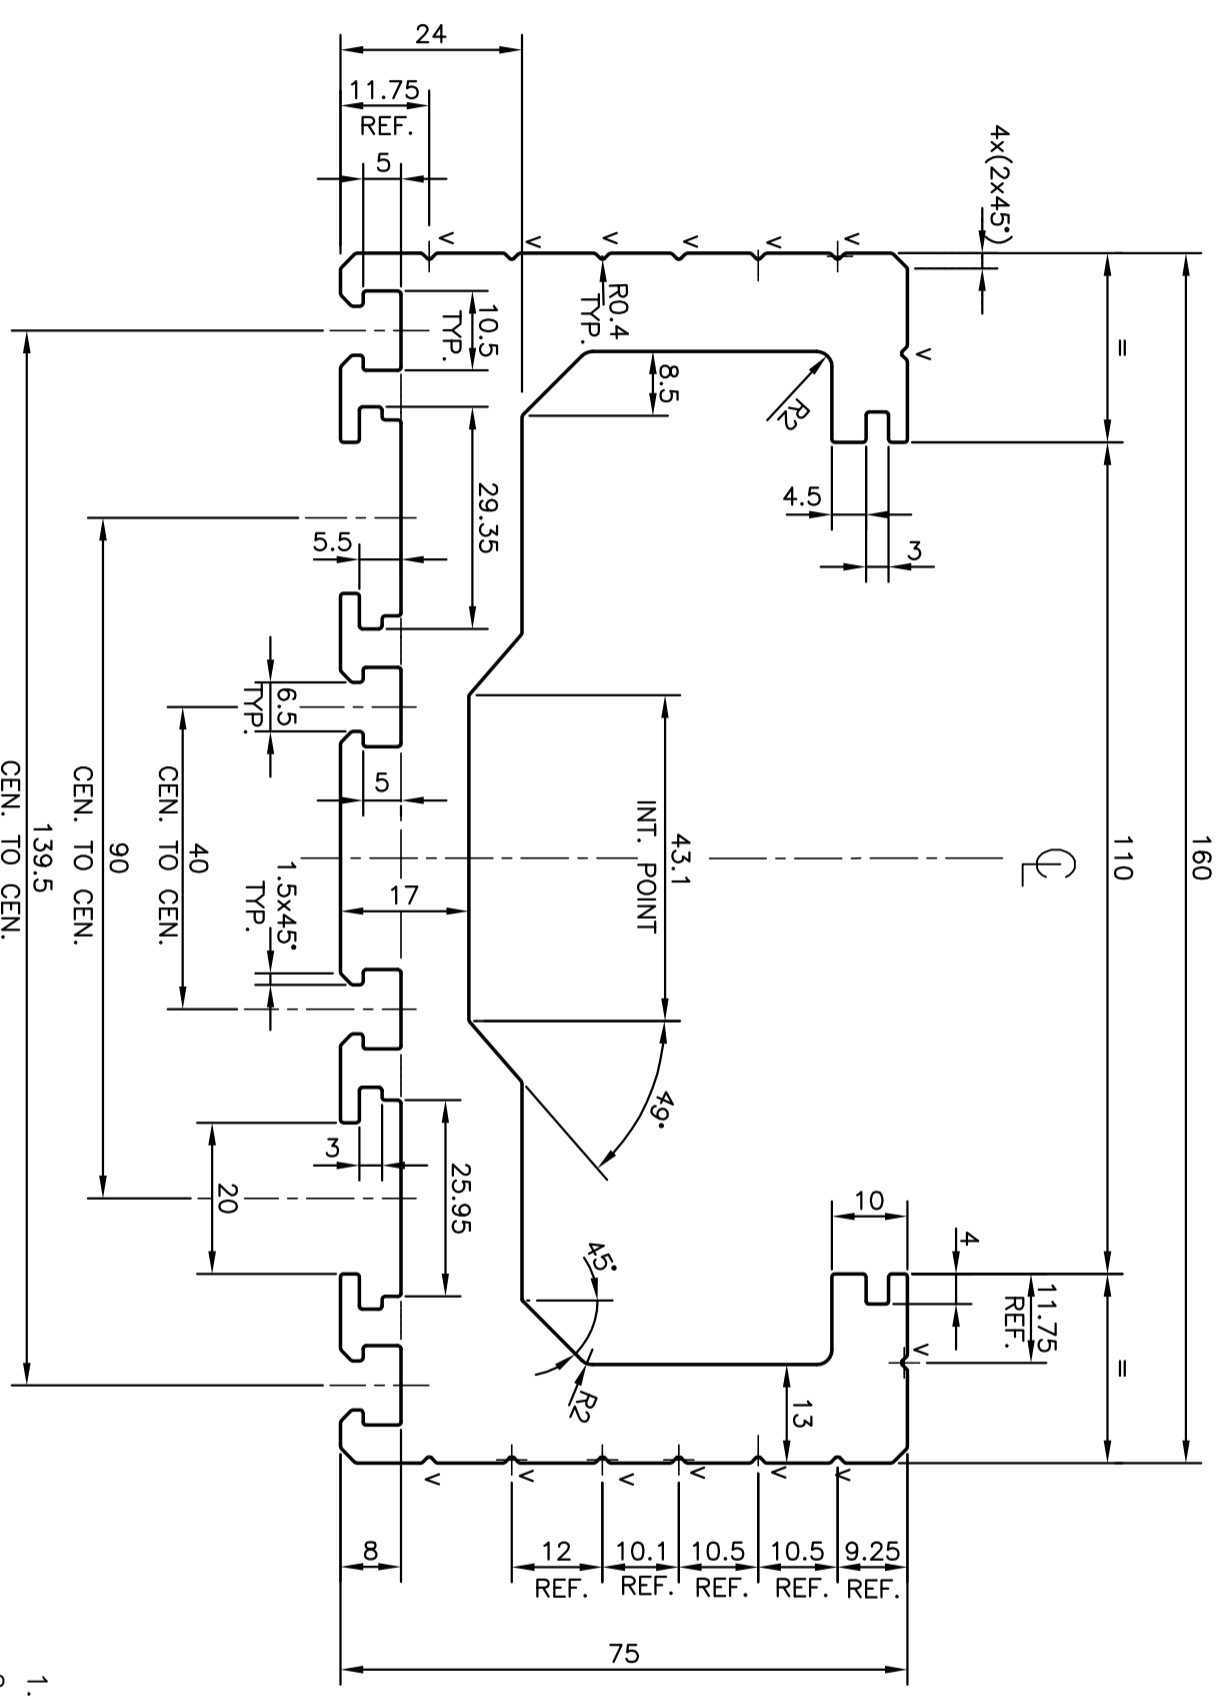 24
11.75
REF.
5
4x(2x45°)
160
=
110
=
R0.4
TYP.
10.5
TYP.
8.5
R2
4.5
3
29.35
5.5
6.5
TYP.
5
43.1
INT. POINT
CL
17
1.5x45°
TYP.
40
CEN. TO CEN.
90
CEN. TO CEN.
139.5
CEN. TO CEN.
49°
3
20
25.95
45°
R2
10
4
11.75
REF.
13
8
12
REF.
10.1
REF.
10.5
REF.
10.5
REF.
9.25
REF.
75
1.